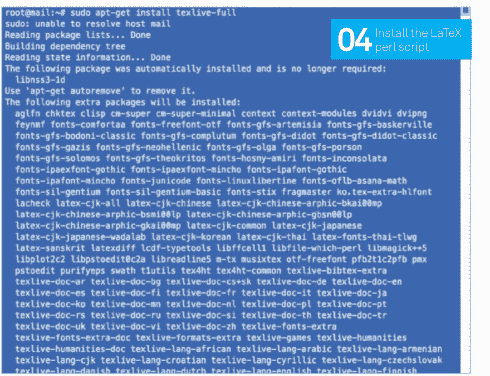 root@mail:~# sudo apt-get install texlive-full
sudo: unable to resolve host mail
Reading package lists... Done
Building dependency tree
Reading state information... Done
The following package was automatically installed and is no longer required:
libnss3-1d
Use 'apt-get autoremove' to remove it.
The following extra packages will be installed:
aglfn chktex clisp cm-super cm-super-minimal context context-modules dvidvi dvipng
feynmf fonts-comfortaa fonts-freefont-otf fonts-gfs-artemisia fonts-gfs-baskerville
fonts-gfs-bodoni-classic fonts-gfs-complutum fonts-gfs-didot fonts-gfs-didot-classic
fonts-gfs-gazis fonts-gfs-neohellenic fonts-gfs-olga fonts-gfs-porson
fonts-gfs-solomos fonts-gfs-theokritos fonts-hosny-amiri fonts-inconsolata
fonts-ipaexfont-gothic fonts-ipaexfont-mincho fonts-ipafont-gothic
fonts-ipafont-mincho fonts-junicode fonts-linuxlibertine fonts-oflb-asana-math
fonts-sil-gentium fonts-sil-gentium-basic fonts-stix fragmaster ko.tex-extra-hlfont
lacheck latex-cjk-all latex-cjk-chinese latex-cjk-chinese-arphic-bkai00mp
latex-cjk-chinese-arphic-bsmi00lp latex-cjk-chinese-arphic-gbsn00lp
latex-cjk-chinese-arphic-gkai00mp latex-cjk-common latex-cjk-japanese
latex-cjk-japanese-wadalab latex-cjk-korean latex-cjk-thai latex-fonts-thai-tlwg
latex-sanskrit latexdiff lcdf-typetools libffcall1 libfile-which-perl libmagick++5
libplot2c2 libpstoedit0c2a libreadline5 m-tx musixtex otf-freefont pfb2t1c2pfb pmx
pstoedit purifyeps swath t1utils tex4ht tex4ht-common texlive-bibtex-extra
texlive-doc-ar texlive-doc-bg texlive-doc-cs+sk texlive-doc-de texlive-doc-en
texlive-doc-es texlive-doc-fi texlive-doc-fr texlive-doc-it texlive-doc-ja
texlive-doc-ko texlive-doc-mn texlive-doc-nl texlive-doc-pl texlive-doc-pt
texlive-doc-rs texlive-doc-ru texlive-doc-si texlive-doc-th texlive-doc-tr
texlive-doc-uk texlive-doc-vi texlive-doc-zh texlive-fonts-extra
texlive-fonts-extra-doc texlive-formats-extra texlive-games texlive-humanities
texlive-humanities-doc texlive-lang-african texlive-lang-arabic texlive-lang-armenian
texlive-lang-cjk texlive-lang-croatian texlive-lang-cyrillic texlive-lang-czechslovak
texlive-lang-danish texlive-lang-dutch texlive-lang-english texlive-lang-finnish
04 Install the LaTeX
perl script